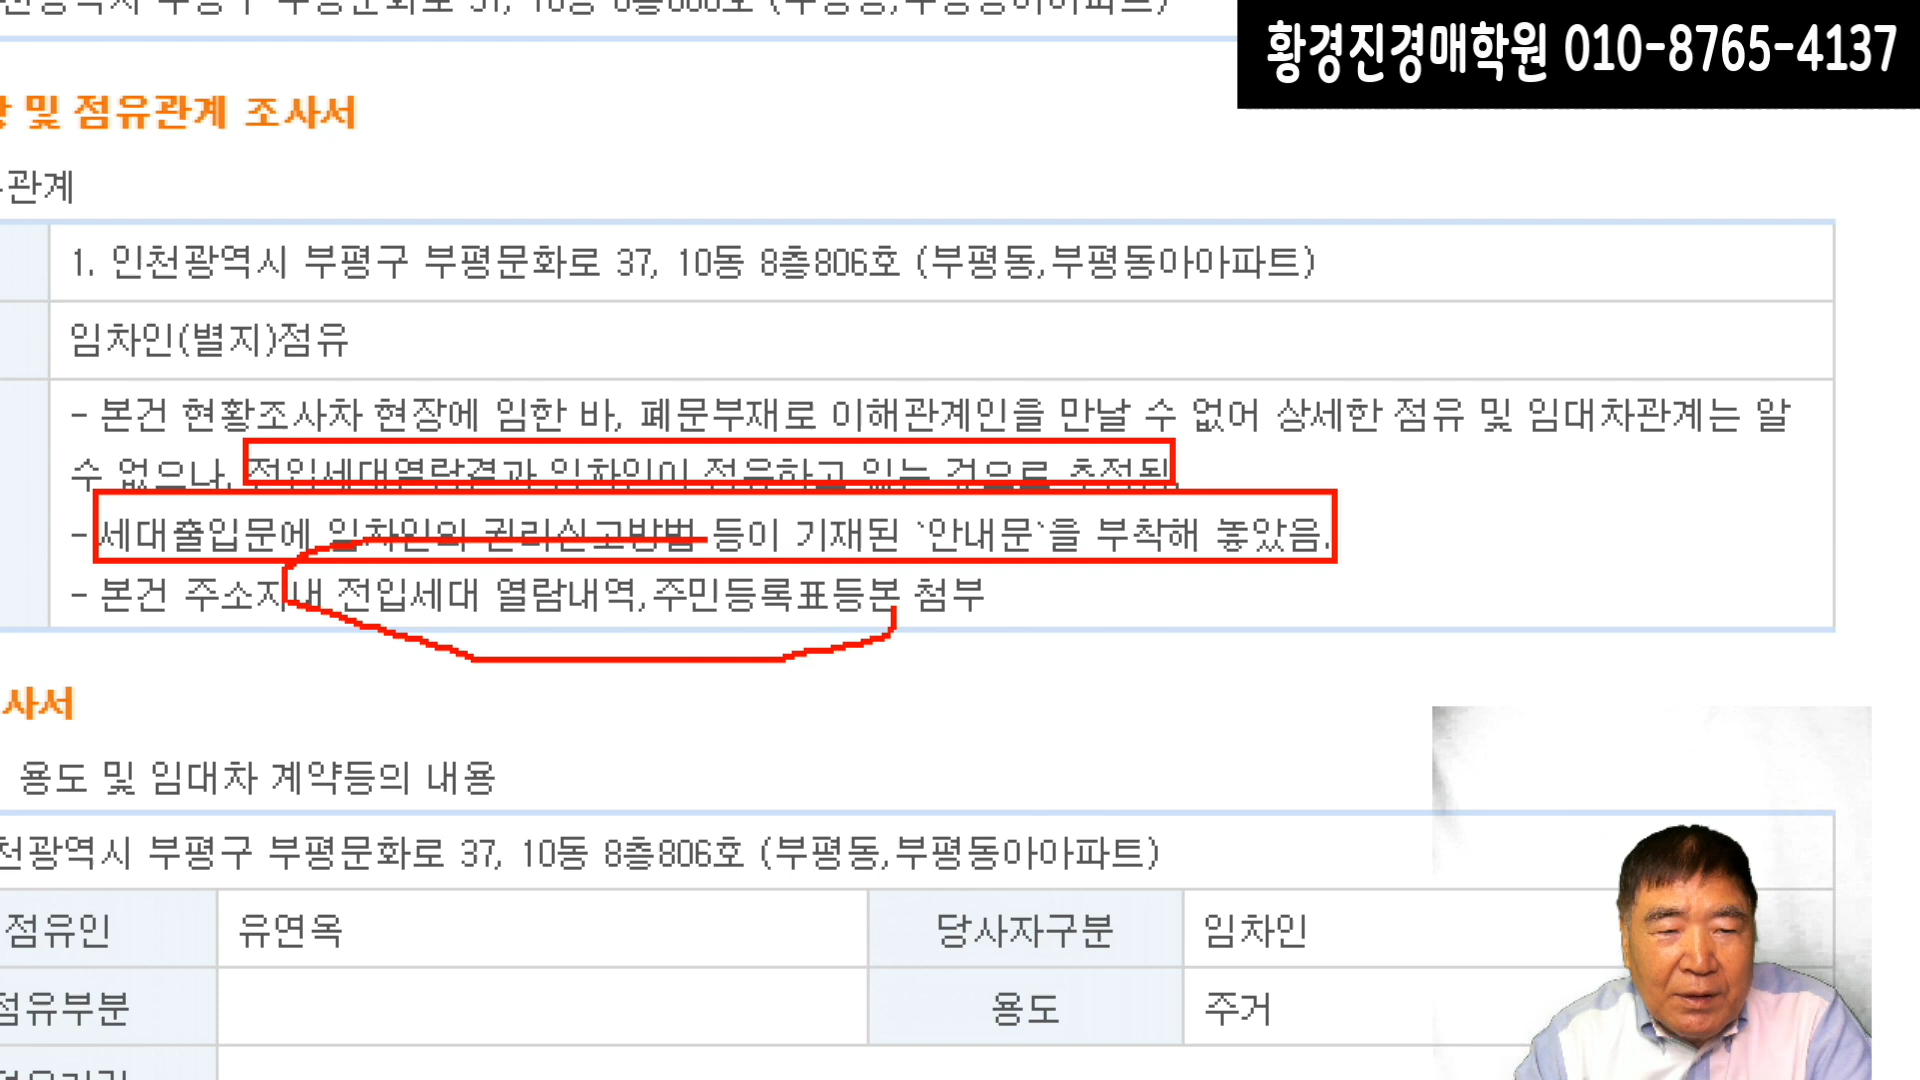 황경진경매학원 010-8765-4137
및 점유관계 조사서
관계
1. 인천광역시 부평구 부평문화로 37, 10동 8층806호 (부평동,부평동아아파트)
임차인(별지)점유
- 본건 현황조사차 현장에 임한 바, 폐문부재로 이해관계인을 만날 수 없어 상세한 점유 및 임대차관계는 알
수 없으나, 전입세대열람결과 임차인이 점유하고 있는 것으로 추정됨.
- 세대출입문에 임차인의 권리신고방법 등이 기재된 `안내문`을 부착해 놓았음.
- 본건 주소지내 전입세대 열람내역,주민등록표등본 첨부
사서
용도 및 임대차 계약등의 내용
천광역시 부평구 부평문화로 37, 10동 8층806호 (부평동,부평동아아파트)
점유인 유연옥 당사자구분 임차인
점유부분 용도 주거